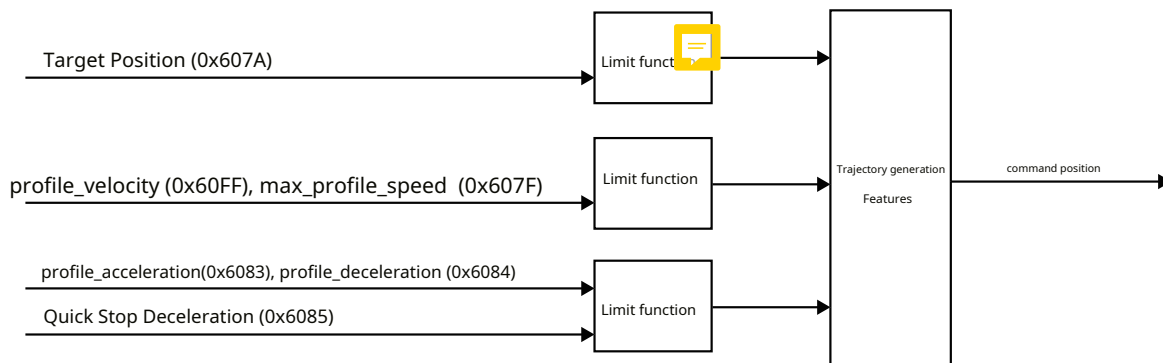 Target Position (0x607A)
Limit function
profile_velocity (0x60FF), max_profile_speed (0x607F)
Limit function
Trajectory generation
Features
command position
profile_acceleration(0x6083), profile_deceleration (0x6084)
Quick Stop Deceleration (0x6085)
Limit function